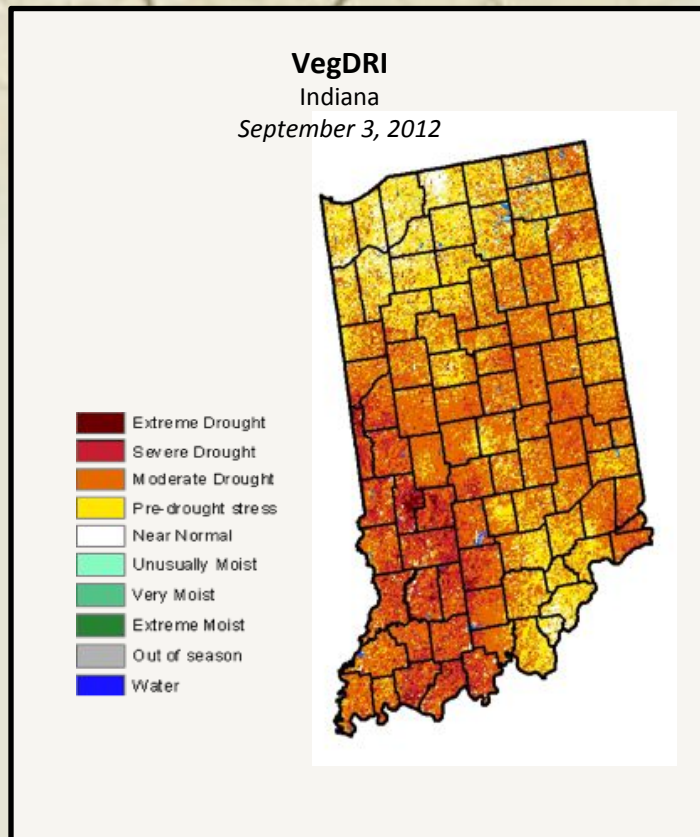 VegDRI
Indiana
September 3, 2012
Extreme Drought
Severe Drought
Moderate Drought
Pre-drought stress
Near Normal
Unusually Moist
Very Moist
Extreme Moist
Out of season
Water